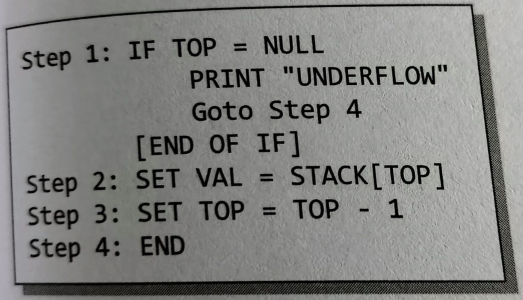 Step 1: IF TOP = NULL
PRINT "UNDERFLOW"
Goto Step 4
[END OF IF]
Step 2: SET VAL = STACK[TOP]
Step 3: SET TOP = TOP - 1
Step 4: END